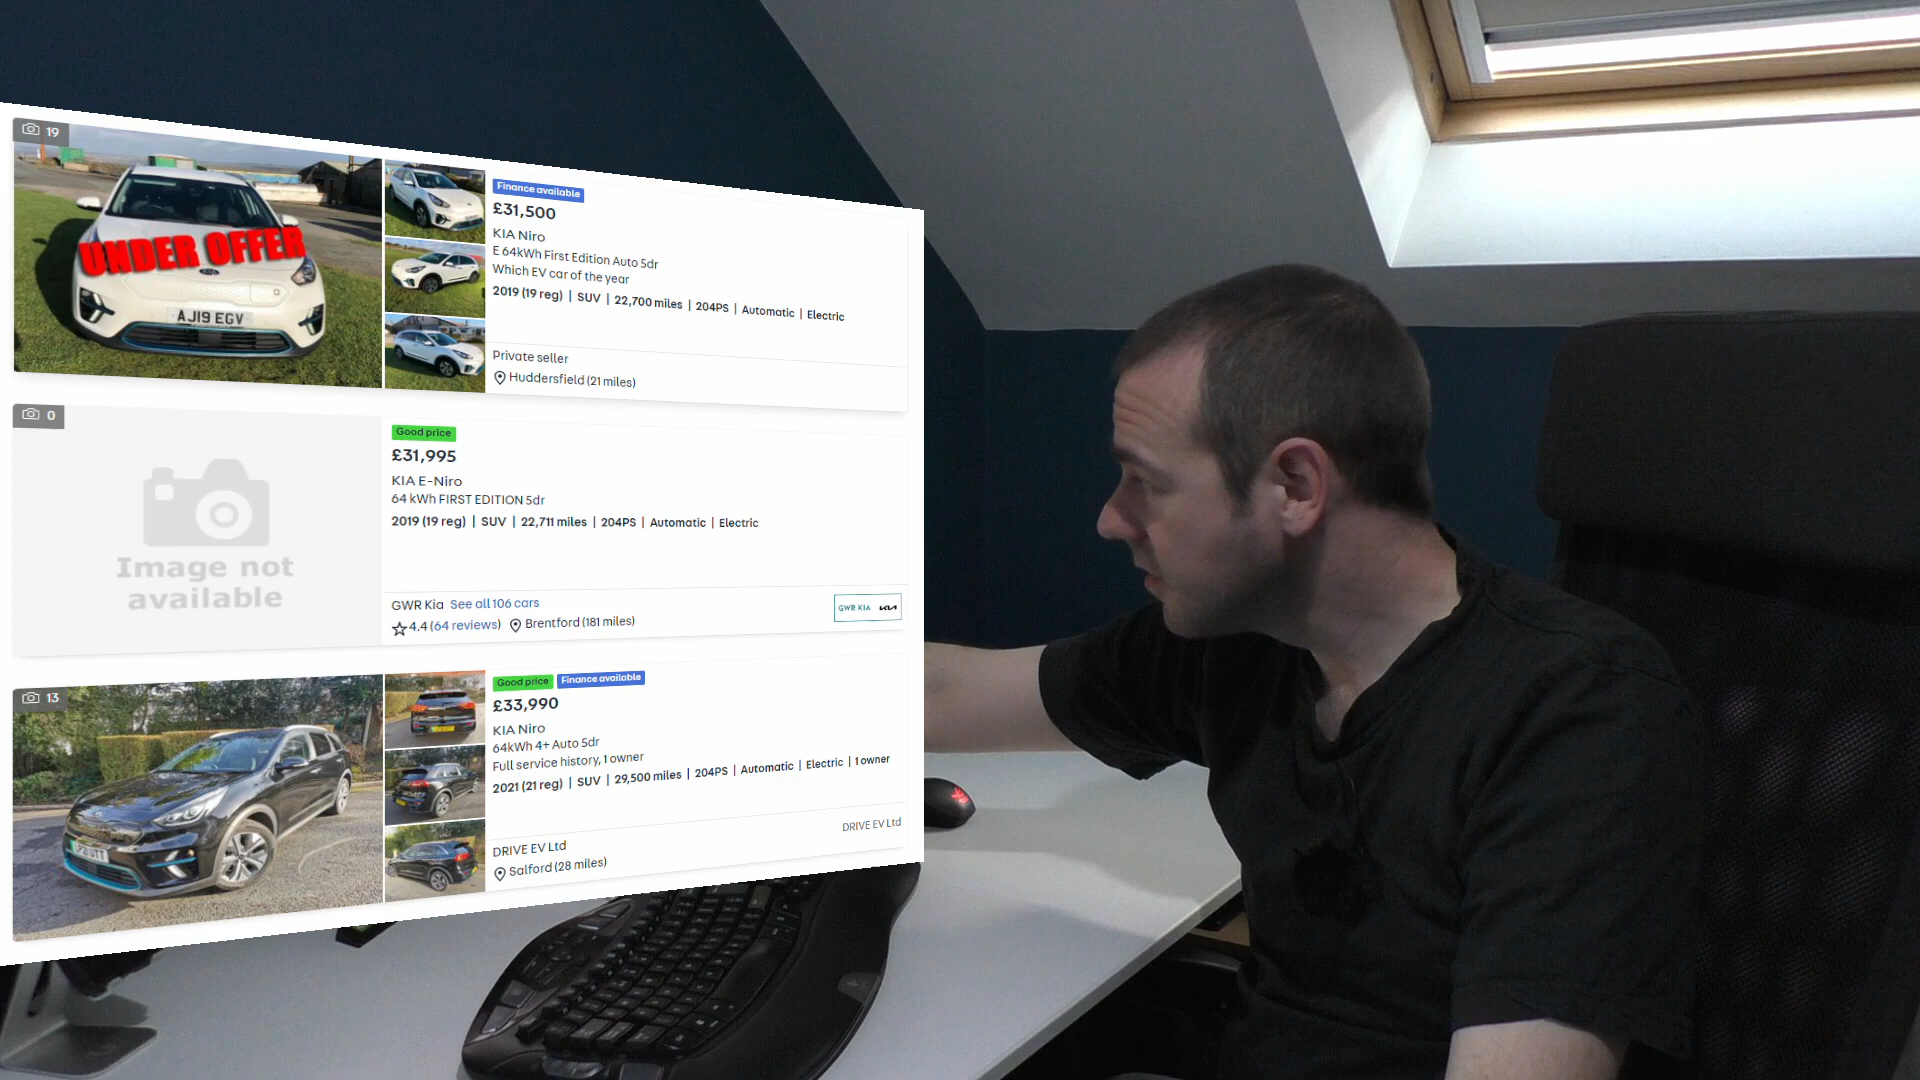 19
UNDER OFFER
AJ19 EGV
Finance available
£31,500
KIA Niro
E 64kWh First Edition Auto 5dr
Which EV car of the year
2019 (19 reg) | SUV | 22,700 miles | 204PS | Automatic | Electric
Private seller
Huddersfield (21 miles)
0
Image not
available
Good price
£31,995
KIA E-Niro
64 kWh FIRST EDITION 5dr
2019 (19 reg) | SUV | 22,711 miles | 204PS | Automatic | Electric
GWR Kia See all 106 cars
4.4 (64 reviews) Brentford (181 miles)
GWR KIA KIA
13
Good price Finance available
£33,990
KIA Niro
64kWh 4+ Auto 5dr
Full service history, 1 owner
2021 (21 reg) | SUV | 29,500 miles | 204PS | Automatic | Electric | 1 owner
DRIVE EV Ltd
DRIVE EV Ltd
Salford (28 miles)